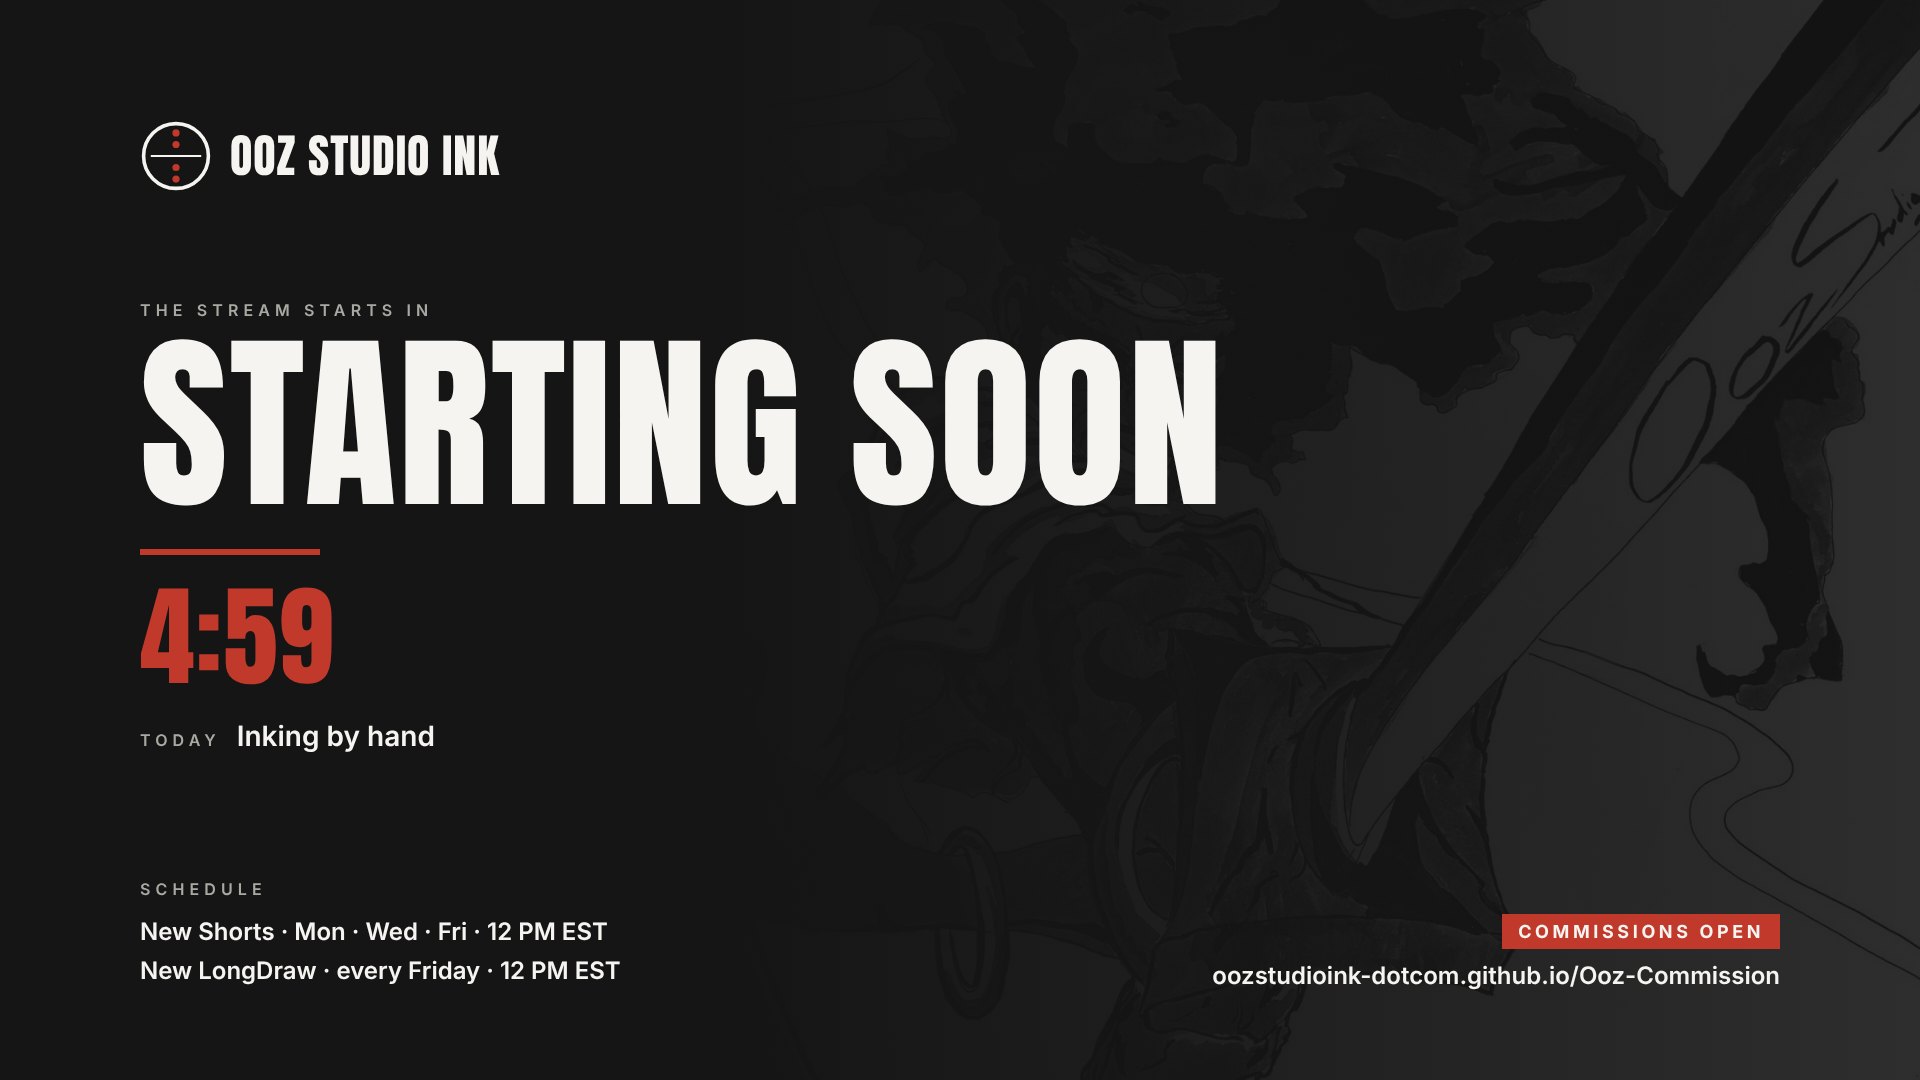 OOZ STUDIO INK
THE STREAM STARTS IN
STARTING SOON
4:59
TODAY Inking by hand
SCHEDULE
New Shorts · Mon · Wed · Fri · 12 PM EST
New LongDraw · every Friday · 12 PM EST
COMMISSIONS OPEN
oozstudioink-dotcom.github.io/Ooz-Commission
Ooz Studio